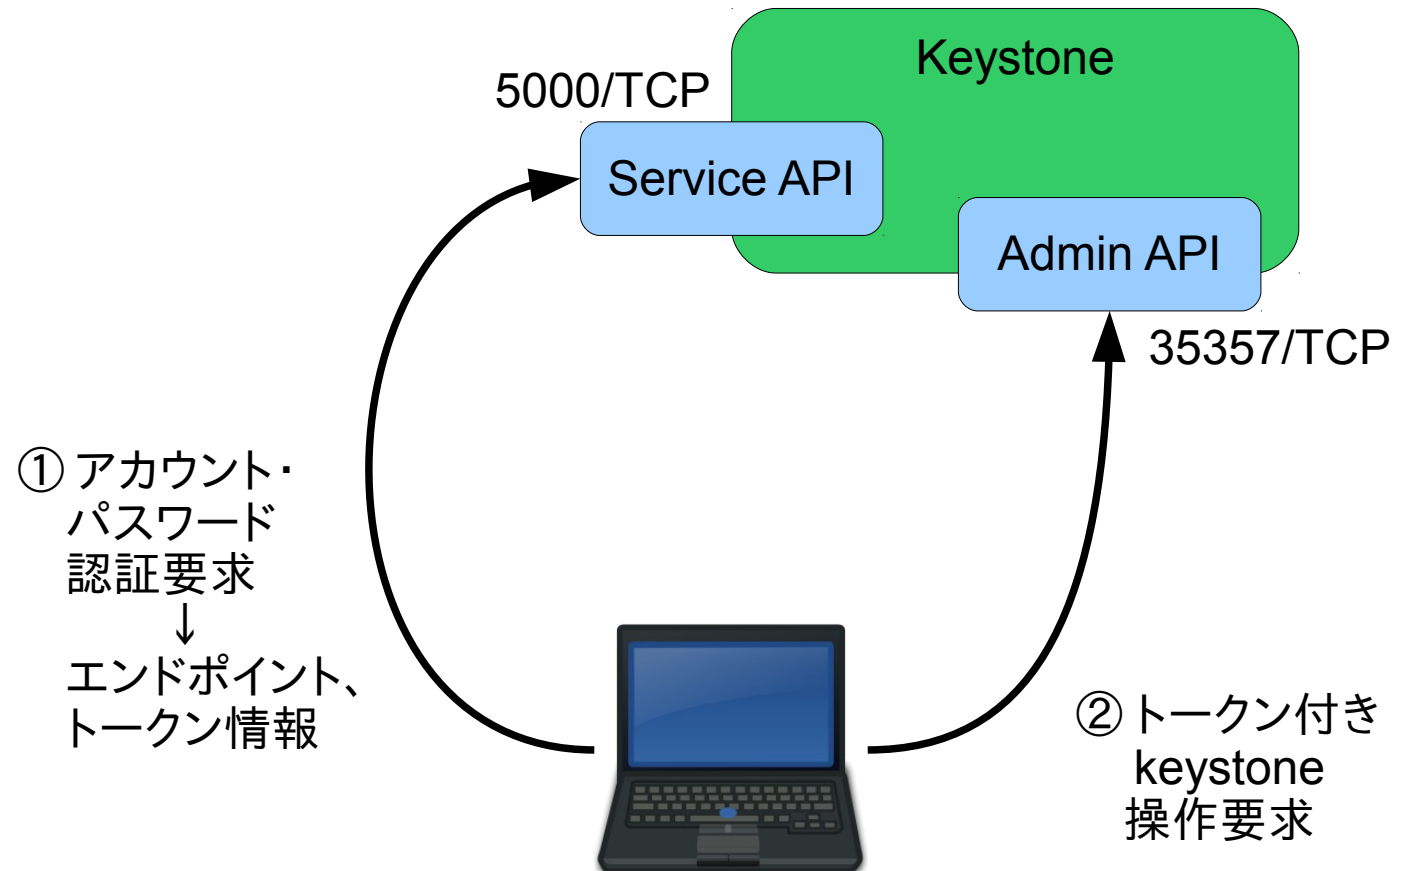 Keystone
5000/TCP
Service API
Admin API
35357/TCP
① アカウント・
パスワード
認証要求
↓
エンドポイント、
トークン情報
② トークン付き
keystone
操作要求